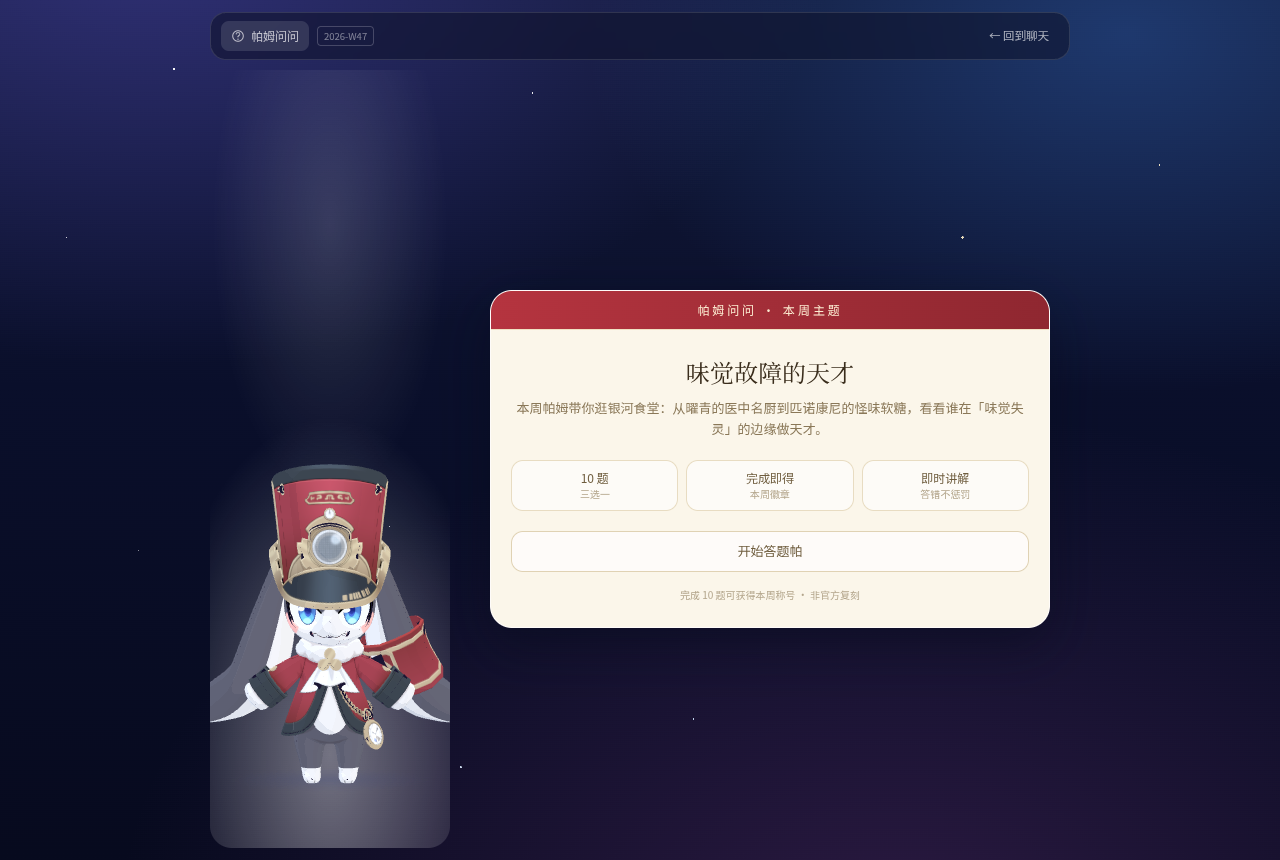 帕姆问问
2026-W47
← 回到聊天
帕姆问问 · 本周主题
味觉故障的天才
本周帕姆带你逛银河食堂：从曜青的医中名厨到匹诺康尼的怪味软糖，看看谁在「味觉失
灵」的边缘做天才。
10 题
三选一
完成即得
本周徽章
即时讲解
答错不惩罚
开始答题帕
完成 10 题可获得本周称号 · 非官方复刻